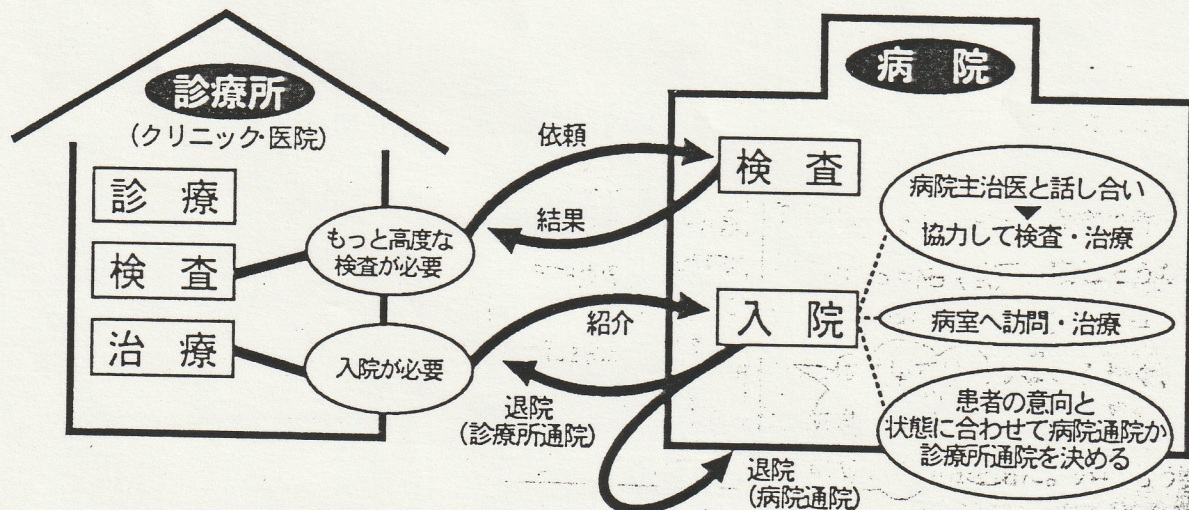 診療所
(クリニック・医院)
診療
検査
治療
もっと高度な
検査が必要
入院が必要
依頼
結果
紹介
退院
(診療所通院)
病院
検査
入院
病院主治医と話し合い
▼
協力して検査・治療
病室へ訪問・治療
患者の意向と
状態に合わせて病院通院か
診療所通院を決める
退院
(病院通院)